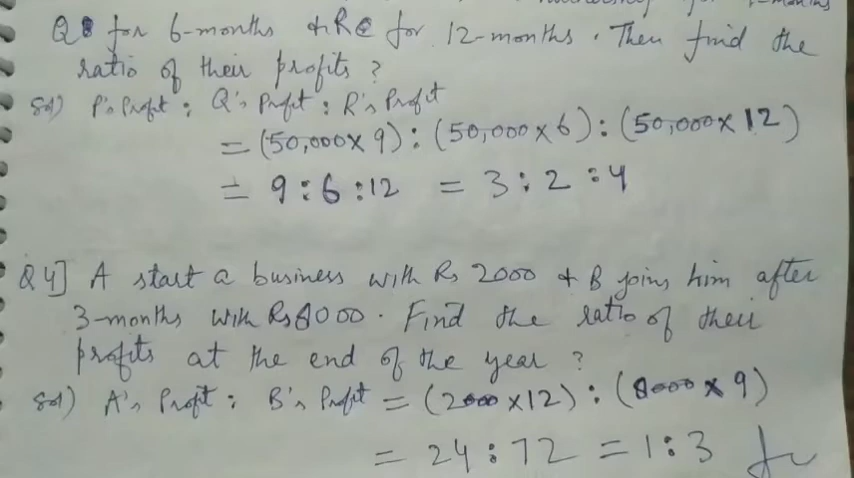 Q for 6-months & R for 12-months. Then find the
ratio of their profits ?
Sol) P's Profit : Q's Profit : R's Profit
= (50,000 x 9) : (50,000 x 6) : (50,000 x 12)
= 9 : 6 : 12 = 3 : 2 : 4
Q4] A start a business with Rs 2000 & B joins him after
3-months with Rs 8000. Find the ratio of their
profits at the end of the year ?
Sol) A's Profit : B's Profit = (2000 x 12) : (8000 x 9)
= 24 : 72 = 1 : 3